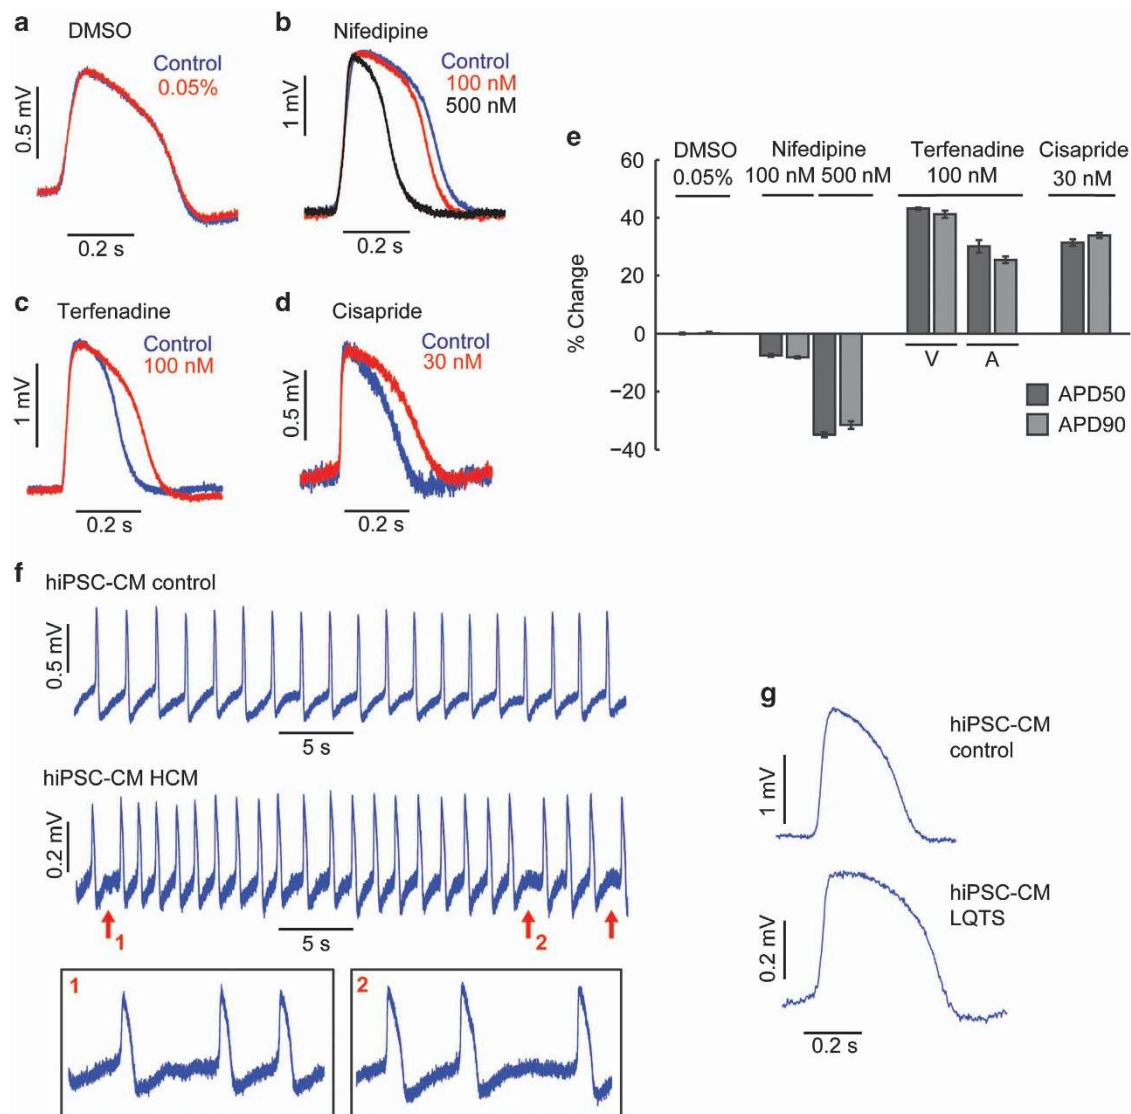 a
DMSO
Control
0.05%
0.5 mV
0.2 s
b
Nifedipine
Control
100 nM
500 nM
1 mV
0.2 s
c
Terfenadine
Control
100 nM
1 mV
0.2 s
d
Cisapride
Control
30 nM
0.5 mV
0.2 s
e
DMSO
0.05%
Nifedipine
100 nM 500 nM
Terfenadine
100 nM
Cisapride
30 nM
% Change
60
40
20
0
−20
−40
V
A
APD50
APD90
f
hiPSC-CM control
0.5 mV
5 s
hiPSC-CM HCM
0.2 mV
1
5 s
2
1
2
g
hiPSC-CM
control
1 mV
hiPSC-CM
LQTS
0.2 mV
0.2 s